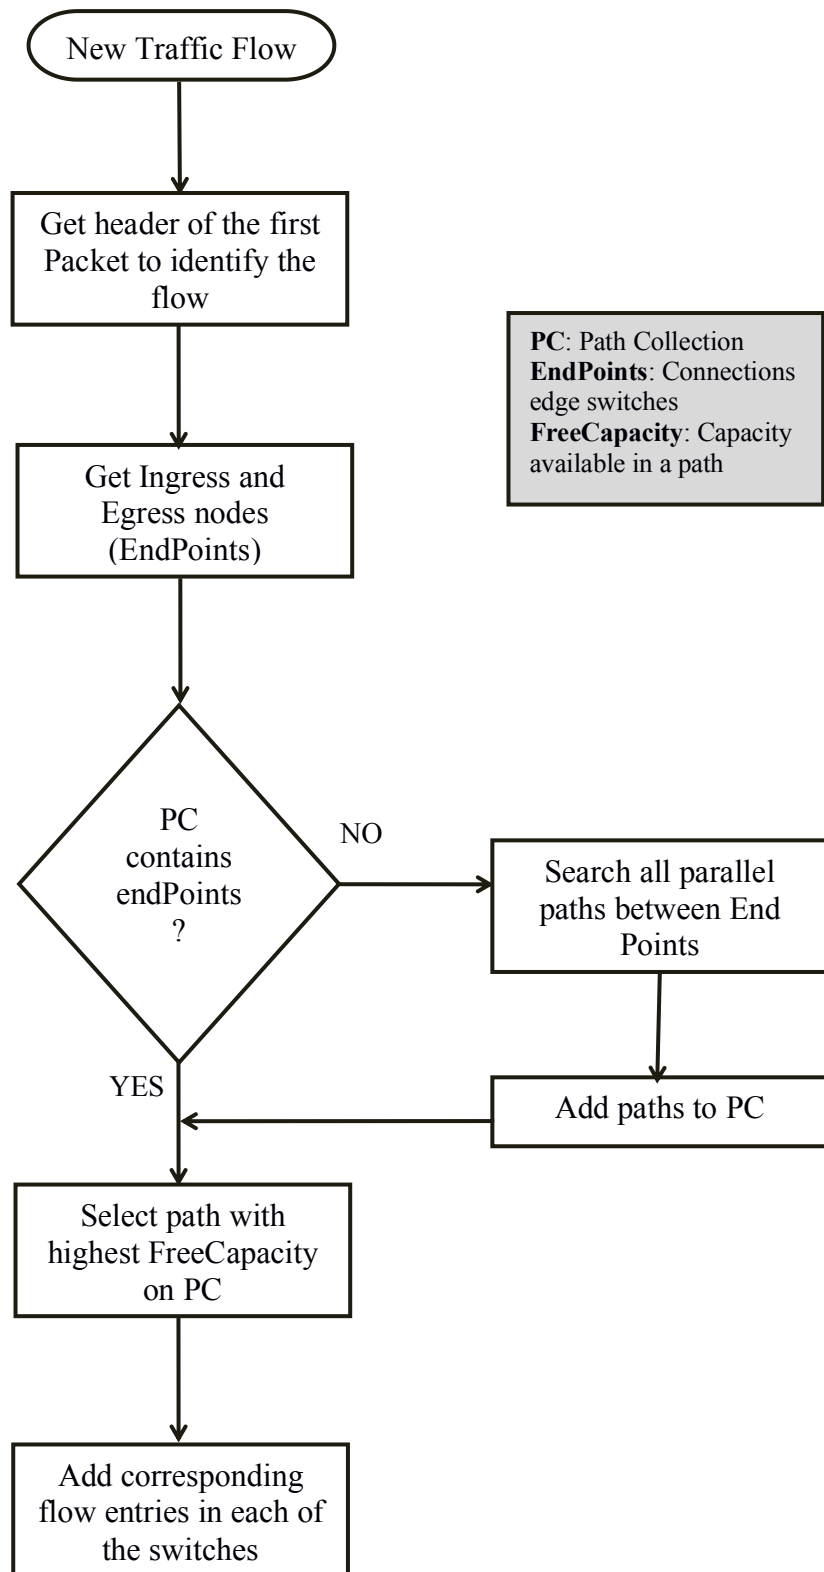 New Traffic Flow
Get header of the first
Packet to identify the
flow
PC: Path Collection
EndPoints: Connections
edge switches
FreeCapacity: Capacity
available in a path
Get Ingress and
Egress nodes
(EndPoints)
PC
contains
endPoints
?
NO
Search all parallel
paths between End
Points
YES
Add paths to PC
Select path with
highest FreeCapacity
on PC
Add corresponding
flow entries in each of
the switches